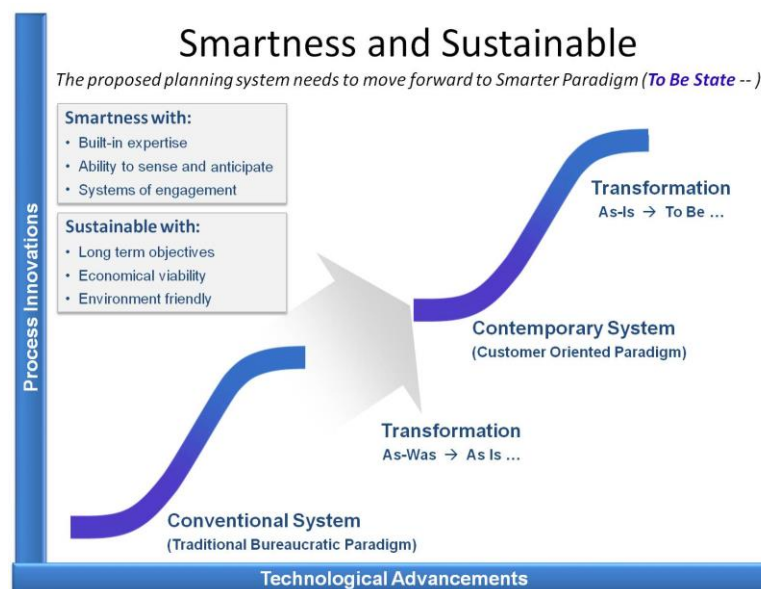 Smartness and Sustainable
The proposed planning system needs to move forward to Smarter Paradigm (To Be State -- )
Smartness with:
• Built-in expertise
• Ability to sense and anticipate
• Systems of engagement
Sustainable with:
• Long term objectives
• Economical viability
• Environment friendly
Transformation
As-Is → To Be ...
Contemporary System
(Customer Oriented Paradigm)
Transformation
As-Was → As Is ...
Conventional System
(Traditional Bureaucratic Paradigm)
Process Innovations
Technological Advancements